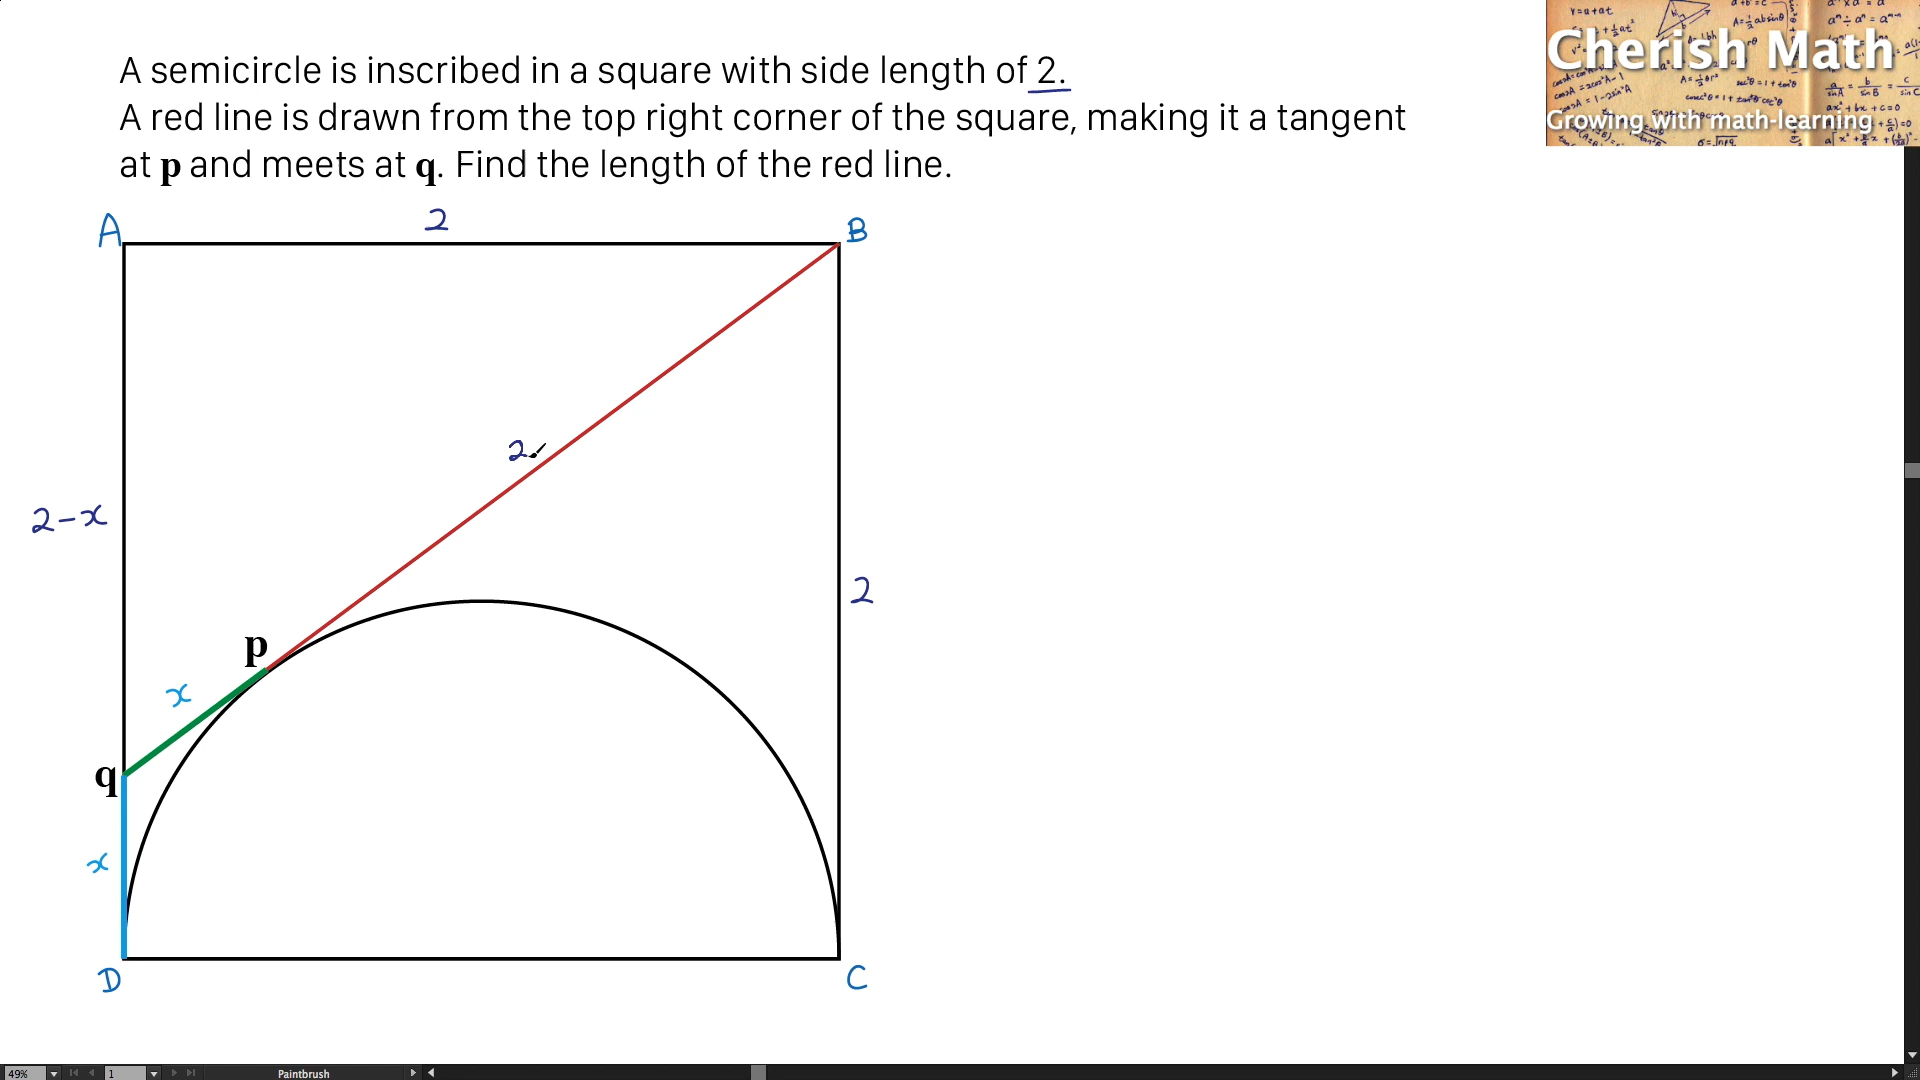 A semicircle is inscribed in a square with side length of 2.
A red line is drawn from the top right corner of the square, making it a tangent
at p and meets at q. Find the length of the red line.
Cherish Math
Growing with math-learning
A
2
B
2
2-x
2
p
x
q
x
D
C
49%
1
Paintbrush